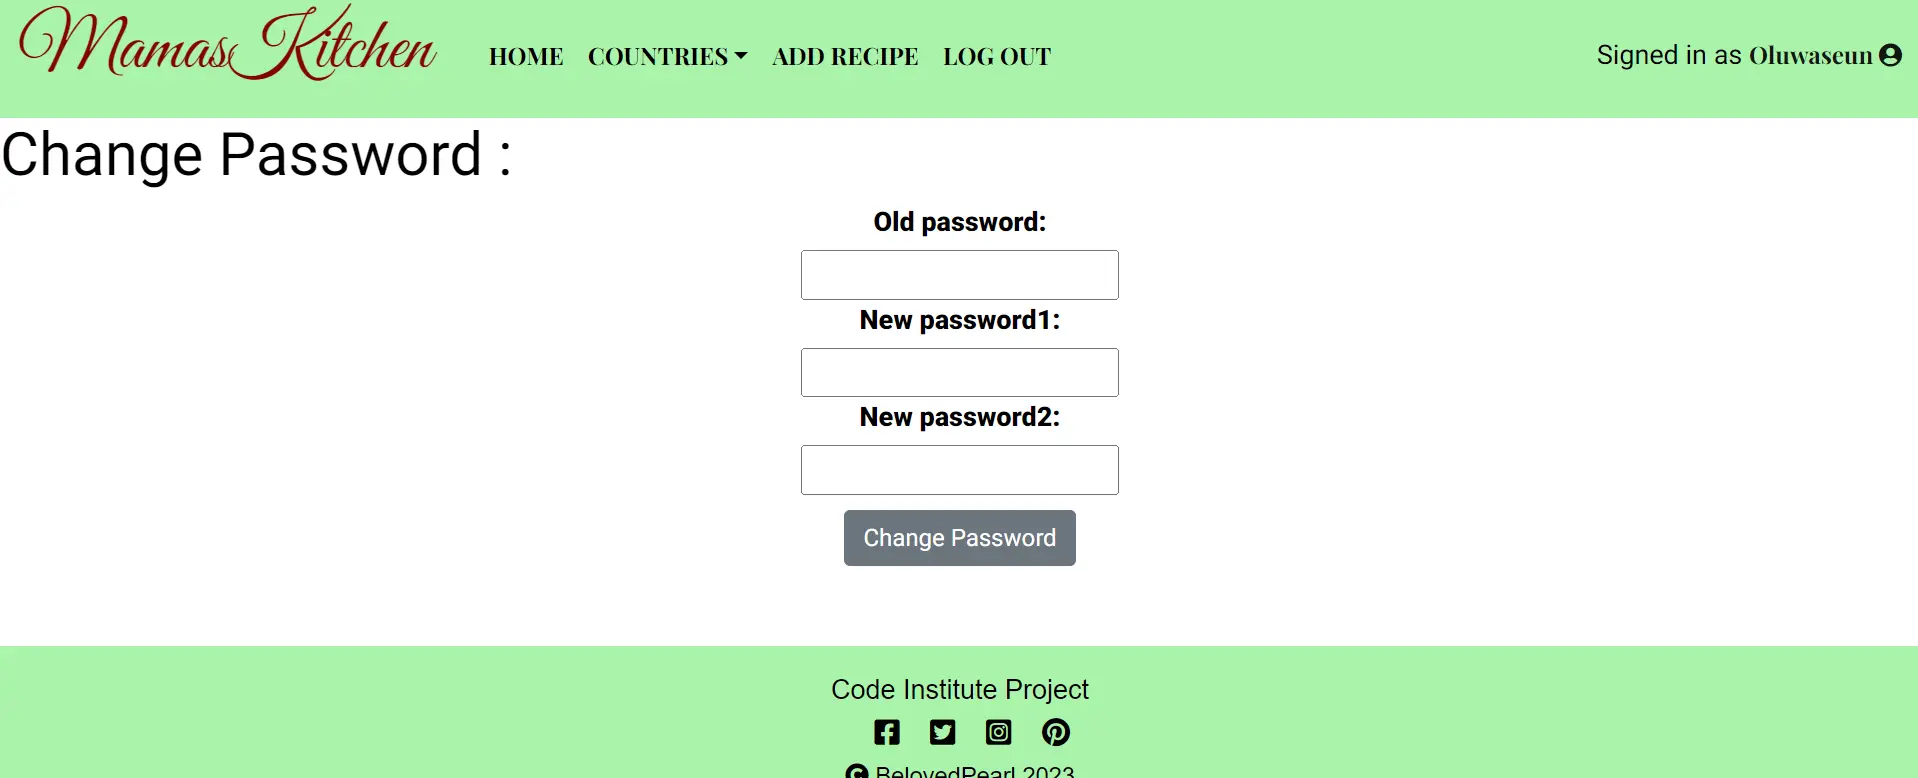 Mamas Kitchen HOME COUNTRIES ADD RECIPE LOG OUT Signed in as Oluwaseun
Change Password :
Old password:
New password1:
New password2:
Change Password
Code Institute Project
BelovedPearl 2023